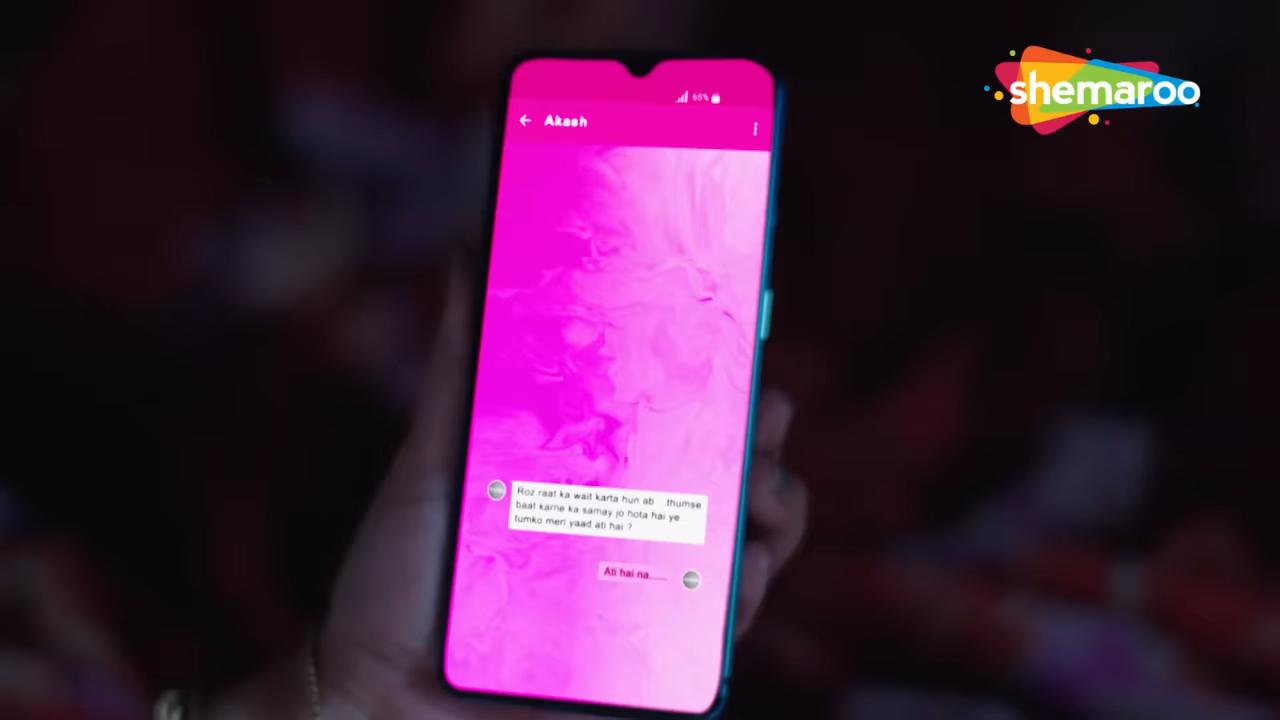 shemaroo
65%
Akash
Roz raat ka wait karta hun ab thumse
baat karne ka samay jo hota hai ye
tumko meri yaad ati hai ?
Ati hai na......